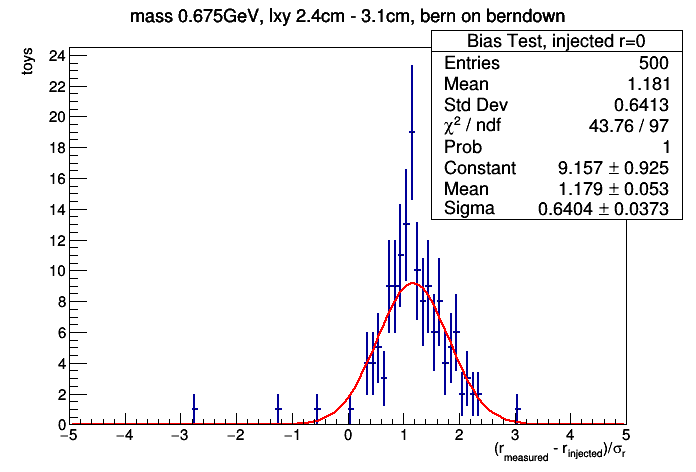 mass 0.675GeV, lxy 2.4cm - 3.1cm, bern on berndown
toys
Bias Test, injected r=0
Entries 500
Mean 1.181
Std Dev 0.6413
χ² / ndf 43.76 / 97
Prob 1
Constant 9.157 ± 0.925
Mean 1.179 ± 0.053
Sigma 0.6404 ± 0.0373
24
22
20
18
16
14
12
10
8
6
4
2
0
−5 −4 −3 −2 −1 0 1 2 3 4 5
(r_measured - r_injected)/σ_r